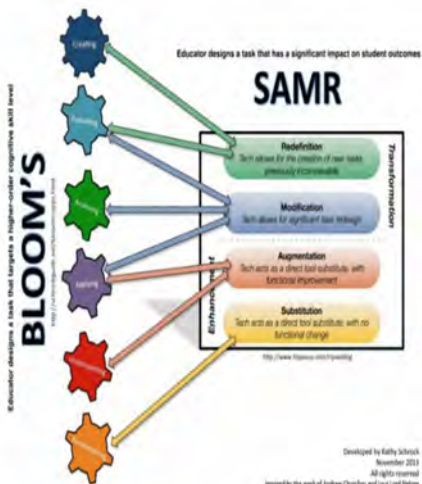 Educator designs a task that has a significant impact on student outcomes
SAMR
Educator designs a task that targets a higher-order cognitive skill level
BLOOM'S
Creating
Evaluating
Analyzing
Applying
Understanding
Remembering
Redefinition
Tech allows for the creation of new tasks,
previously inconceivable
Modification
Tech allows for significant task redesign
Augmentation
Tech acts as a direct tool substitute, with
functional improvement
Substitution
Tech acts as a direct tool substitute, with no
functional change
Transformation
Enhancement
Developed by Kathy Schrock
November 2013
All rights reserved